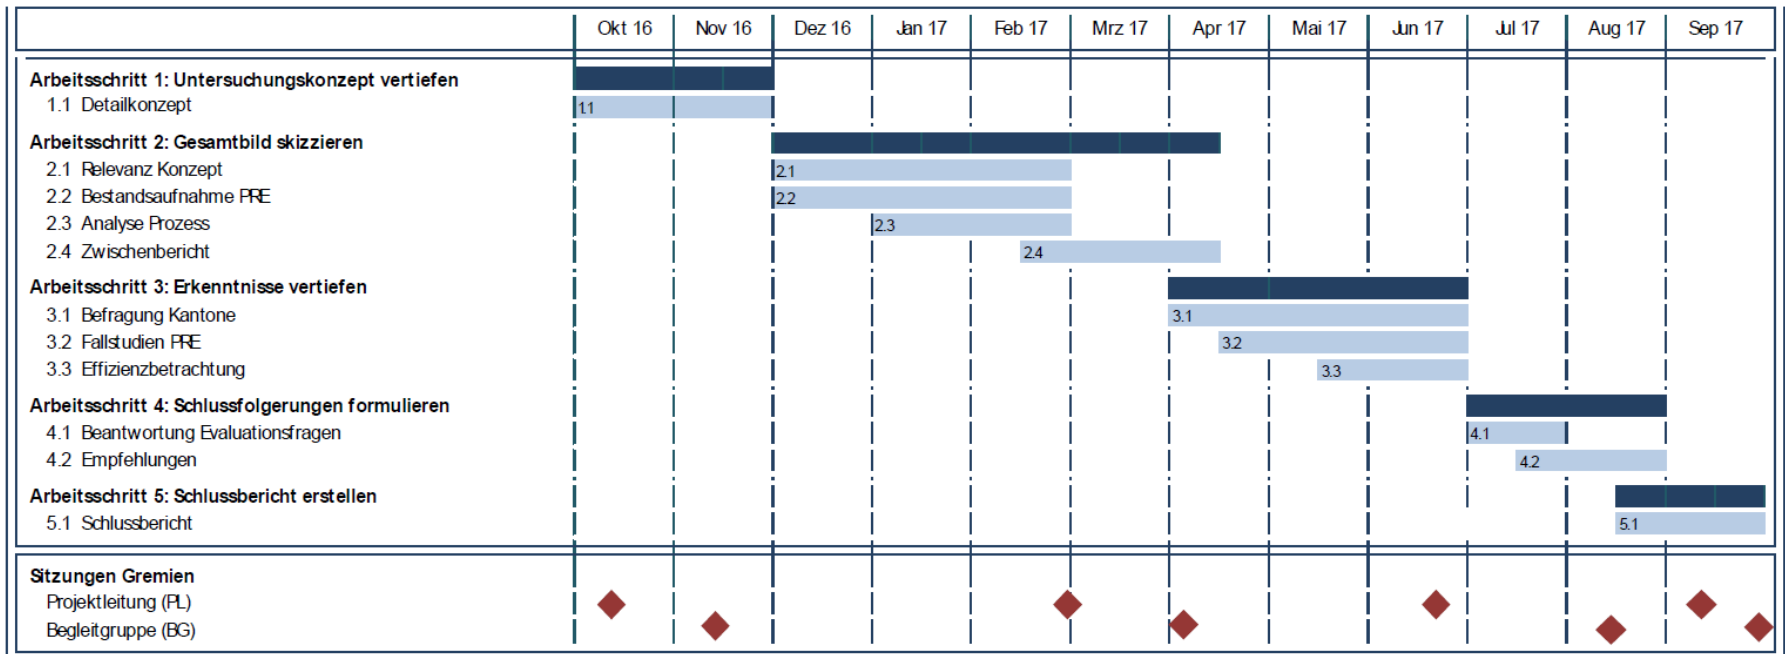 Okt 16 Nov 16 Dez 16 Jan 17 Feb 17 Mrz 17 Apr 17 Mai 17 Jun 17 Jul 17 Aug 17 Sep 17
Arbeitsschritt 1: Untersuchungskonzept vertiefen
1.1 Detailkonzept 1.1
Arbeitsschritt 2: Gesamtbild skizzieren
2.1 Relevanz Konzept 2.1
2.2 Bestandsaufnahme PRE 2.2
2.3 Analyse Prozess 2.3
2.4 Zwischenbericht 2.4
Arbeitsschritt 3: Erkenntnisse vertiefen
3.1 Befragung Kantone 3.1
3.2 Fallstudien PRE 3.2
3.3 Effizienzbetrachtung 3.3
Arbeitsschritt 4: Schlussfolgerungen formulieren
4.1 Beantwortung Evaluationsfragen 4.1
4.2 Empfehlungen 4.2
Arbeitsschritt 5: Schlussbericht erstellen
5.1 Schlussbericht 5.1
Sitzungen Gremien
Projektleitung (PL)
Begleitgruppe (BG)